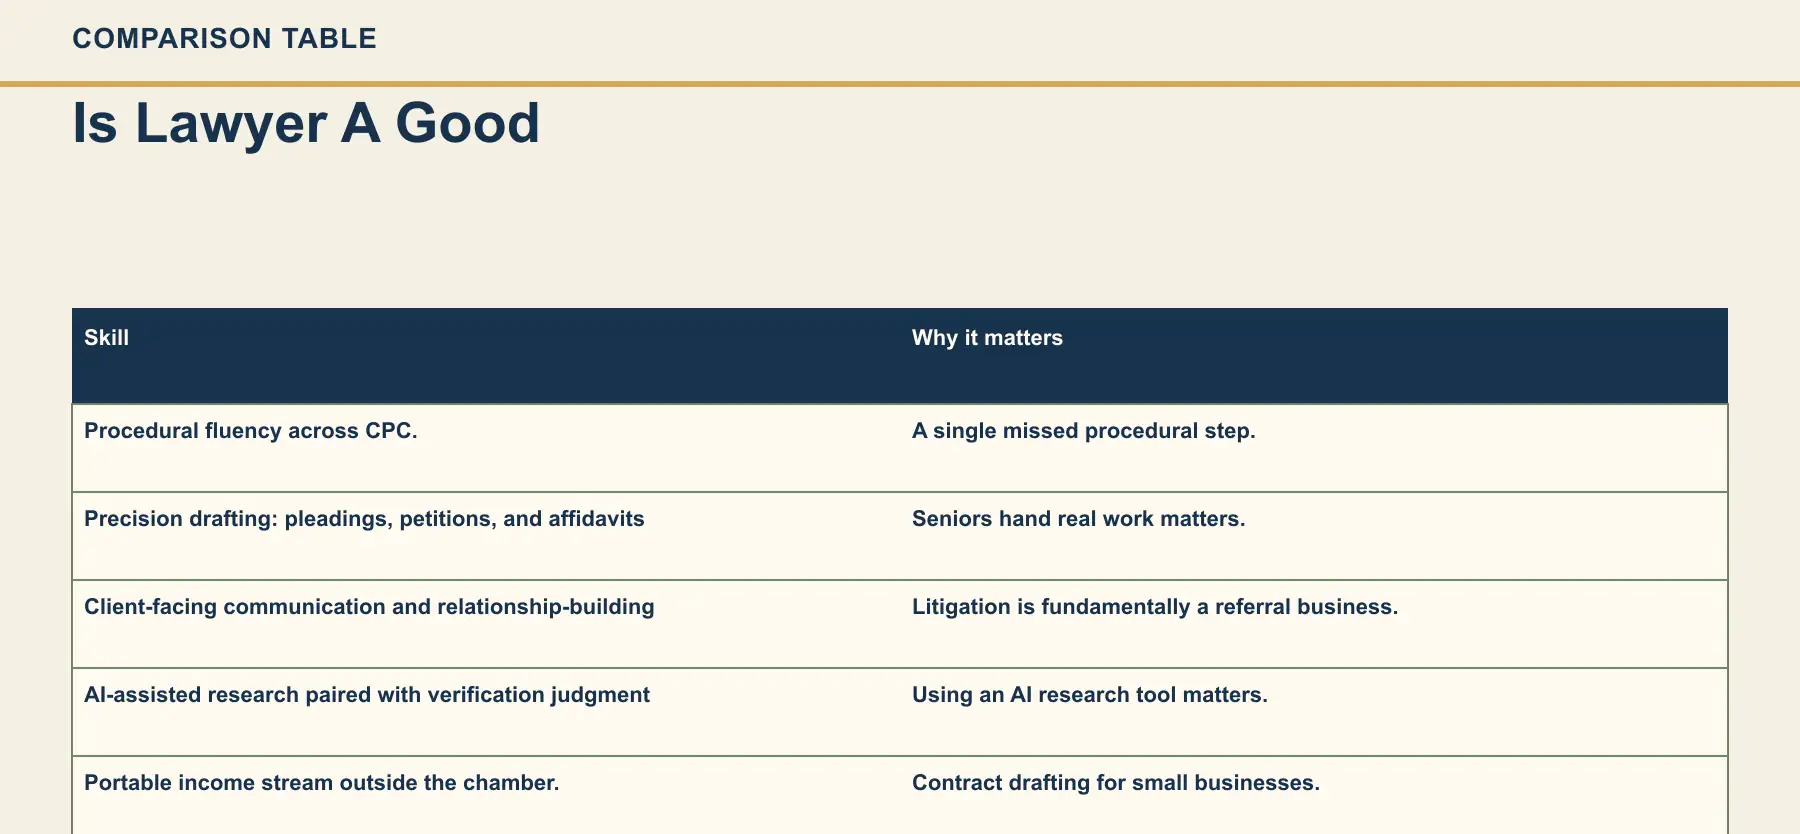 COMPARISON TABLE
Is Lawyer A Good
Skill
Why it matters
Procedural fluency across CPC.
A single missed procedural step.
Precision drafting: pleadings, petitions, and affidavits
Seniors hand real work matters.
Client-facing communication and relationship-building
Litigation is fundamentally a referral business.
AI-assisted research paired with verification judgment
Using an AI research tool matters.
Portable income stream outside the chamber.
Contract drafting for small businesses.